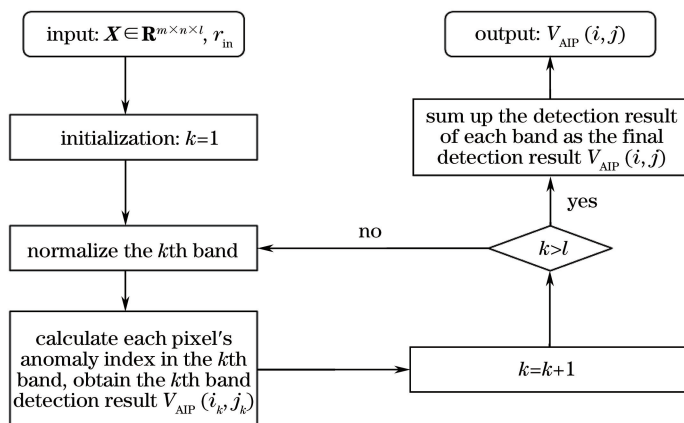 input: X∈R^{m×n×l}, r_in
initialization: k=1
normalize the kth band
calculate each pixel's
anomaly index in the kth
band, obtain the kth band
detection result V_AIP (i_k, j_k)
k=k+1
k>l
no
yes
sum up the detection result
of each band as the final
detection result V_AIP (i, j)
output: V_AIP (i, j)